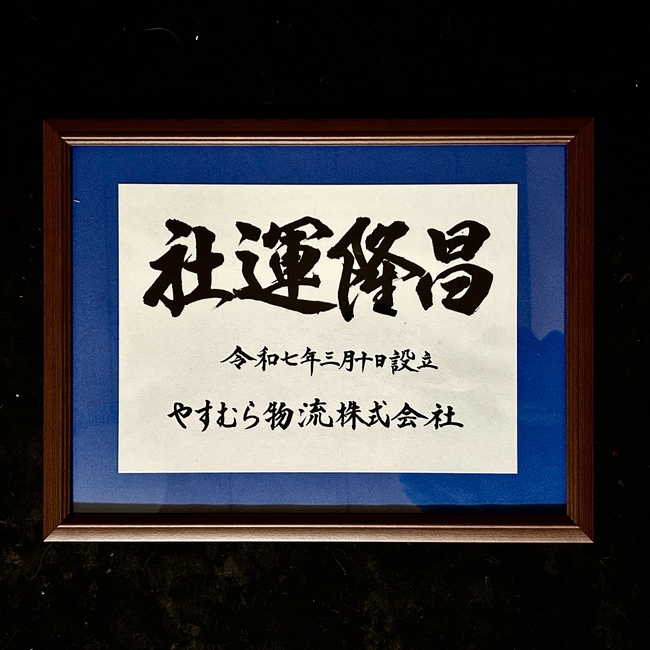 社運隆昌
令和七年三月十日設立
やすむら物流株式会社